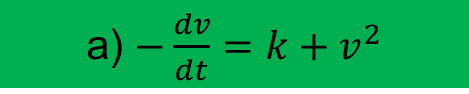 a) − dv/dt = k + v²